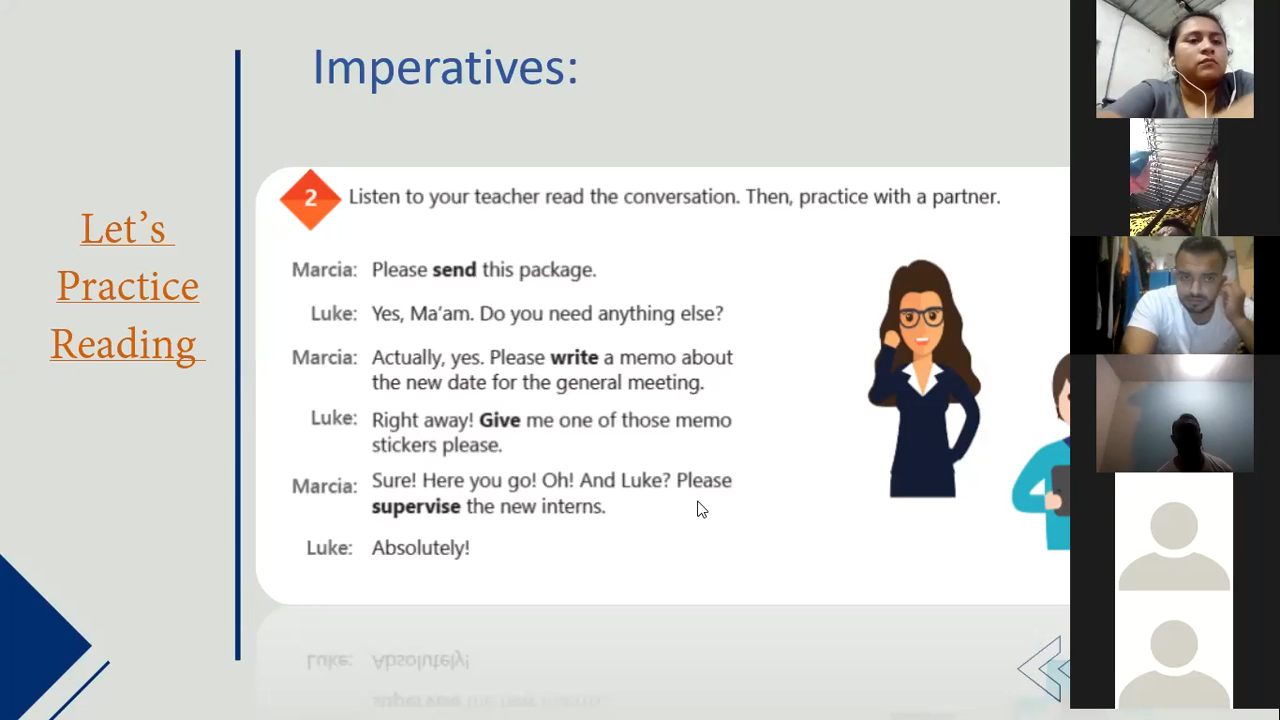 Imperatives:
Let's
Practice
Reading
2
Listen to your teacher read the conversation. Then, practice with a partner.
Marcia: Please send this package.
Luke: Yes, Ma'am. Do you need anything else?
Marcia: Actually, yes. Please write a memo about
the new date for the general meeting.
Luke: Right away! Give me one of those memo
stickers please.
Marcia: Sure! Here you go! Oh! And Luke? Please
supervise the new interns.
Luke: Absolutely!